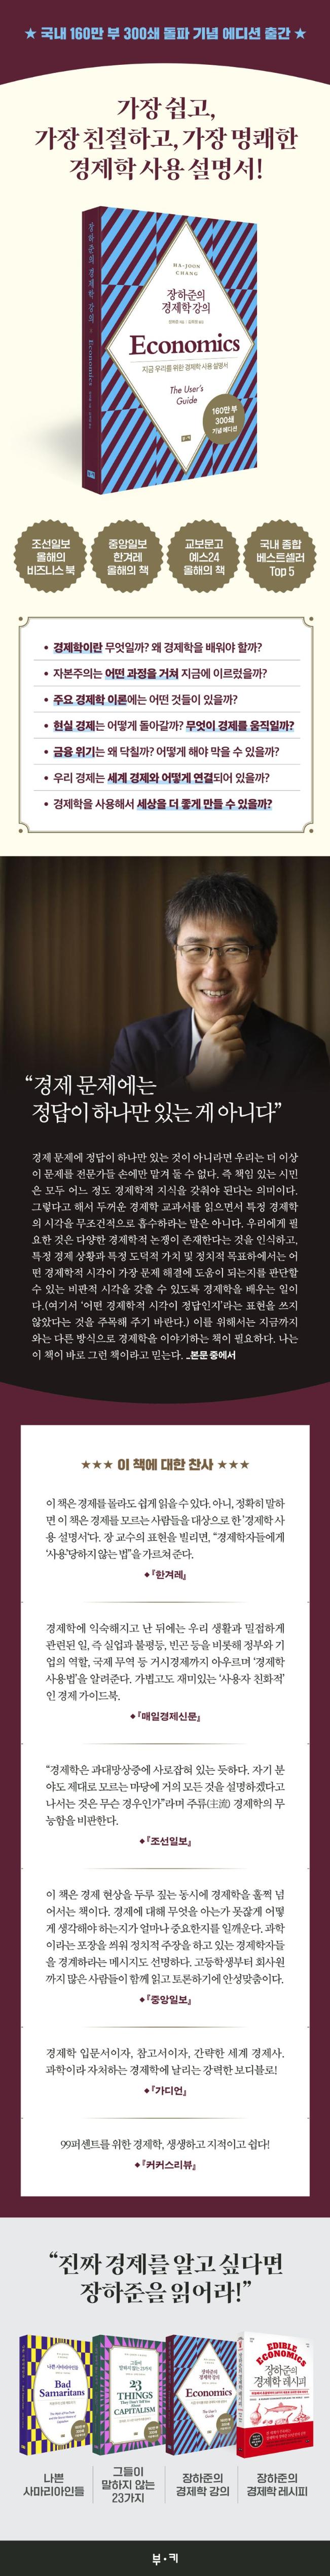 ★ 국내 160만 부 300쇄 돌파 기념 에디션 출간 ★
가장 쉽고,
가장 친절하고, 가장 명쾌한
경제학 사용 설명서!
장하준의 경제학 강의
Economics
HA-JOON
CHANG
장하준의
경제학 강의
Economics
지금 우리를 위한 경제학 사용 설명서
The User's
Guide
160만 부
300쇄
기념 에디션
부·키
조선일보
올해의
비즈니스 북
중앙일보
한겨레
올해의 책
교보문고
예스24
올해의 책
국내 종합
베스트셀러
Top 5
• 경제학이란 무엇일까? 왜 경제학을 배워야 할까?
• 자본주의는 어떤 과정을 거쳐 지금에 이르렀을까?
• 주요 경제학 이론에는 어떤 것들이 있을까?
• 현실 경제는 어떻게 돌아갈까? 무엇이 경제를 움직일까?
• 금융 위기는 왜 닥칠까? 어떻게 해야 막을 수 있을까?
• 우리 경제는 세계 경제와 어떻게 연결되어 있을까?
• 경제학을 사용해서 세상을 더 좋게 만들 수 있을까?
“경제 문제에는
정답이 하나만 있는 게 아니다”
경제 문제에 정답이 하나만 있는 것이 아니라면 우리는 더 이상
이 문제를 전문가들 손에만 맡겨 둘 수 없다. 즉 책임 있는 시민
은 모두 어느 정도 경제학적 지식을 갖춰야 된다는 의미이다.
그렇다고 해서 두꺼운 경제학 교과서를 읽으면서 특정 경제학
의 시각을 무조건적으로 흡수하라는 말은 아니다. 우리에게 필
요한 것은 다양한 경제학적 논쟁이 존재한다는 것을 인식하고,
특정 경제 상황과 특정 도덕적 가치 및 정치적 목표하에서는 어
떤 경제학적 시각이 가장 문제 해결에 도움이 되는지를 판단할
수 있는 비판적 시각을 갖출 수 있도록 경제학을 배우는 일이
다.(여기서 ‘어떤 경제학적 시각이 정답인지’라는 표현을 쓰지
않았다는 것을 주목해 주기 바란다.) 이를 위해서는 지금까지
와는 다른 방식으로 경제학을 이야기하는 책이 필요하다. 나는
이 책이 바로 그런 책이라고 믿는다. _본문 중에서
★★★ 이 책에 대한 찬사 ★★★
이 책은 경제를 몰라도 쉽게 읽을 수 있다. 아니, 정확히 말하
면 이 책은 경제를 모르는 사람들을 대상으로 한 ‘경제학 사
용 설명서’다. 장 교수의 표현을 빌리면, “경제학자들에게
‘사용’당하지 않는 법”을 가르쳐 준다.
◆『한겨레』
경제학에 익숙해지고 난 뒤에는 우리 생활과 밀접하게
관련된 일, 즉 실업과 불평등, 빈곤 등을 비롯해 정부와 기
업의 역할, 국제 무역 등 거시경제까지 아우르며 ‘경제학
사용법’을 알려준다. 가볍고도 재미있는 ‘사용자 친화적’
인 경제 가이드북.
◆『매일경제신문』
“경제학은 과대망상증에 사로잡혀 있는 듯하다. 자기 분
야도 제대로 모르는 마당에 거의 모든 것을 설명하겠다고
나서는 것은 무슨 경우인가”라며 주류(主流) 경제학의 무
능함을 비판한다.
◆『조선일보』
이 책은 경제 현상을 두루 짚는 동시에 경제학을 훌쩍 넘
어서는 책이다. 경제에 대해 무엇을 아는가 못잖게 어떻
게 생각해야 하는지가 얼마나 중요한지를 일깨운다. 과학
이라는 포장을 씌워 정치적 주장을 하고 있는 경제학자들
을 경계하라는 메시지도 선명하다. 고등학생부터 회사원
까지 많은 사람들이 함께 읽고 토론하기에 안성맞춤이다.
◆『중앙일보』
경제학 입문서이자, 참고서이자, 간략한 세계 경제사.
과학이라 자처하는 경제학에 날리는 강력한 보디블로!
◆『가디언』
99퍼센트를 위한 경제학, 생생하고 지적이고 쉽다!
◆『커커스리뷰』
“진짜 경제를 알고 싶다면
장하준을 읽어라!”
나쁜 사마리아인들
Bad
Samaritans
그들이
말하지 않는 23가지
23
THINGS
They Don't Tell You
About
CAPITALISM
장하준의
경제학 강의
Economics
EDIBLE
ECONOMICS
장하준의
경제학 레시피
나쁜
사마리아인들
그들이
말하지 않는
23가지
장하준의
경제학 강의
장하준의
경제학 레시피
부·키